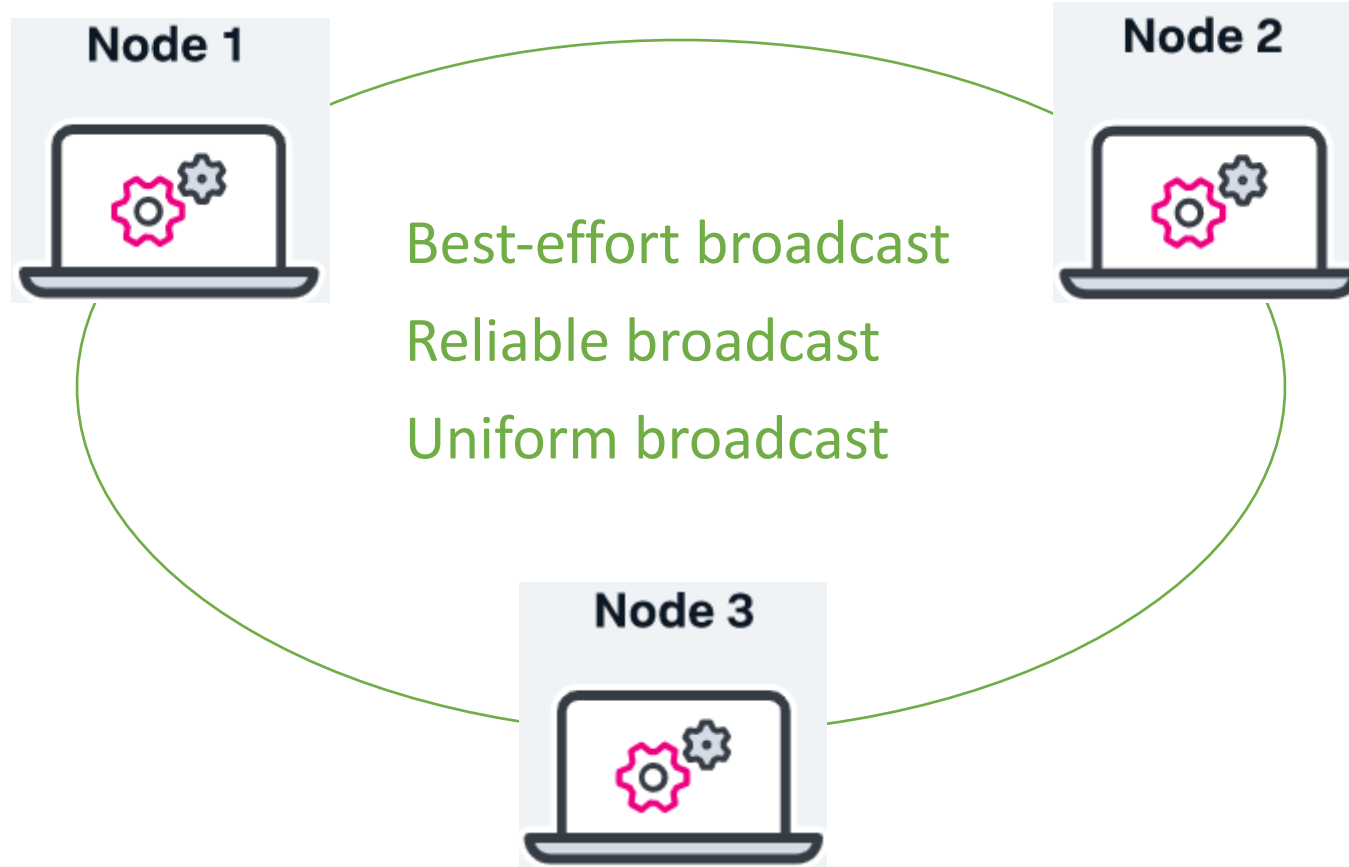 Node 1
Node 2
Best-effort broadcast
Reliable broadcast
Uniform broadcast
Node 3